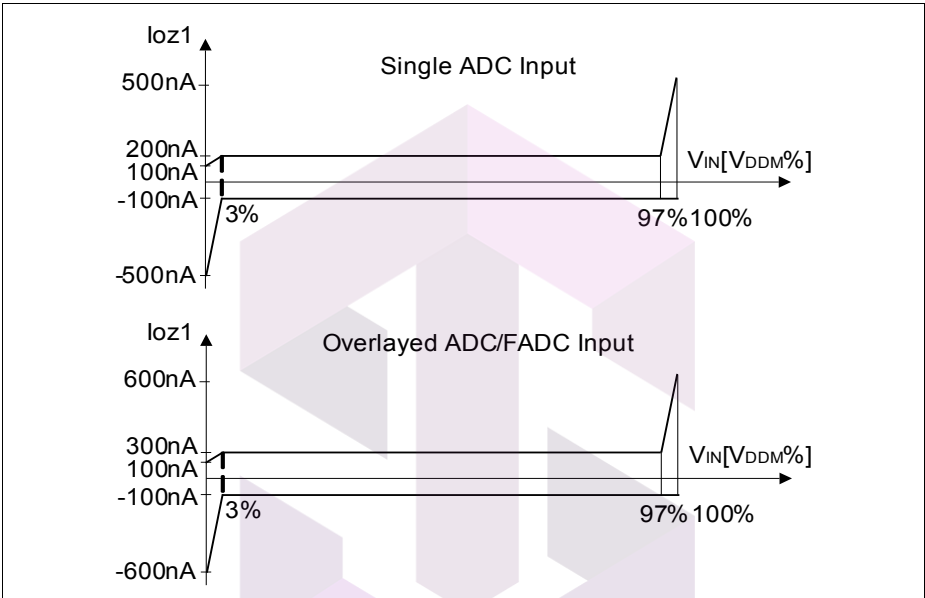 Ioz1
Single ADC Input
500nA
200nA
VIN[VDDM%]
100nA
-100nA
3%
97%100%
-500nA
Ioz1
Overlayed ADC/FADC Input
600nA
300nA
VIN[VDDM%]
100nA
-100nA
3%
97%100%
-600nA